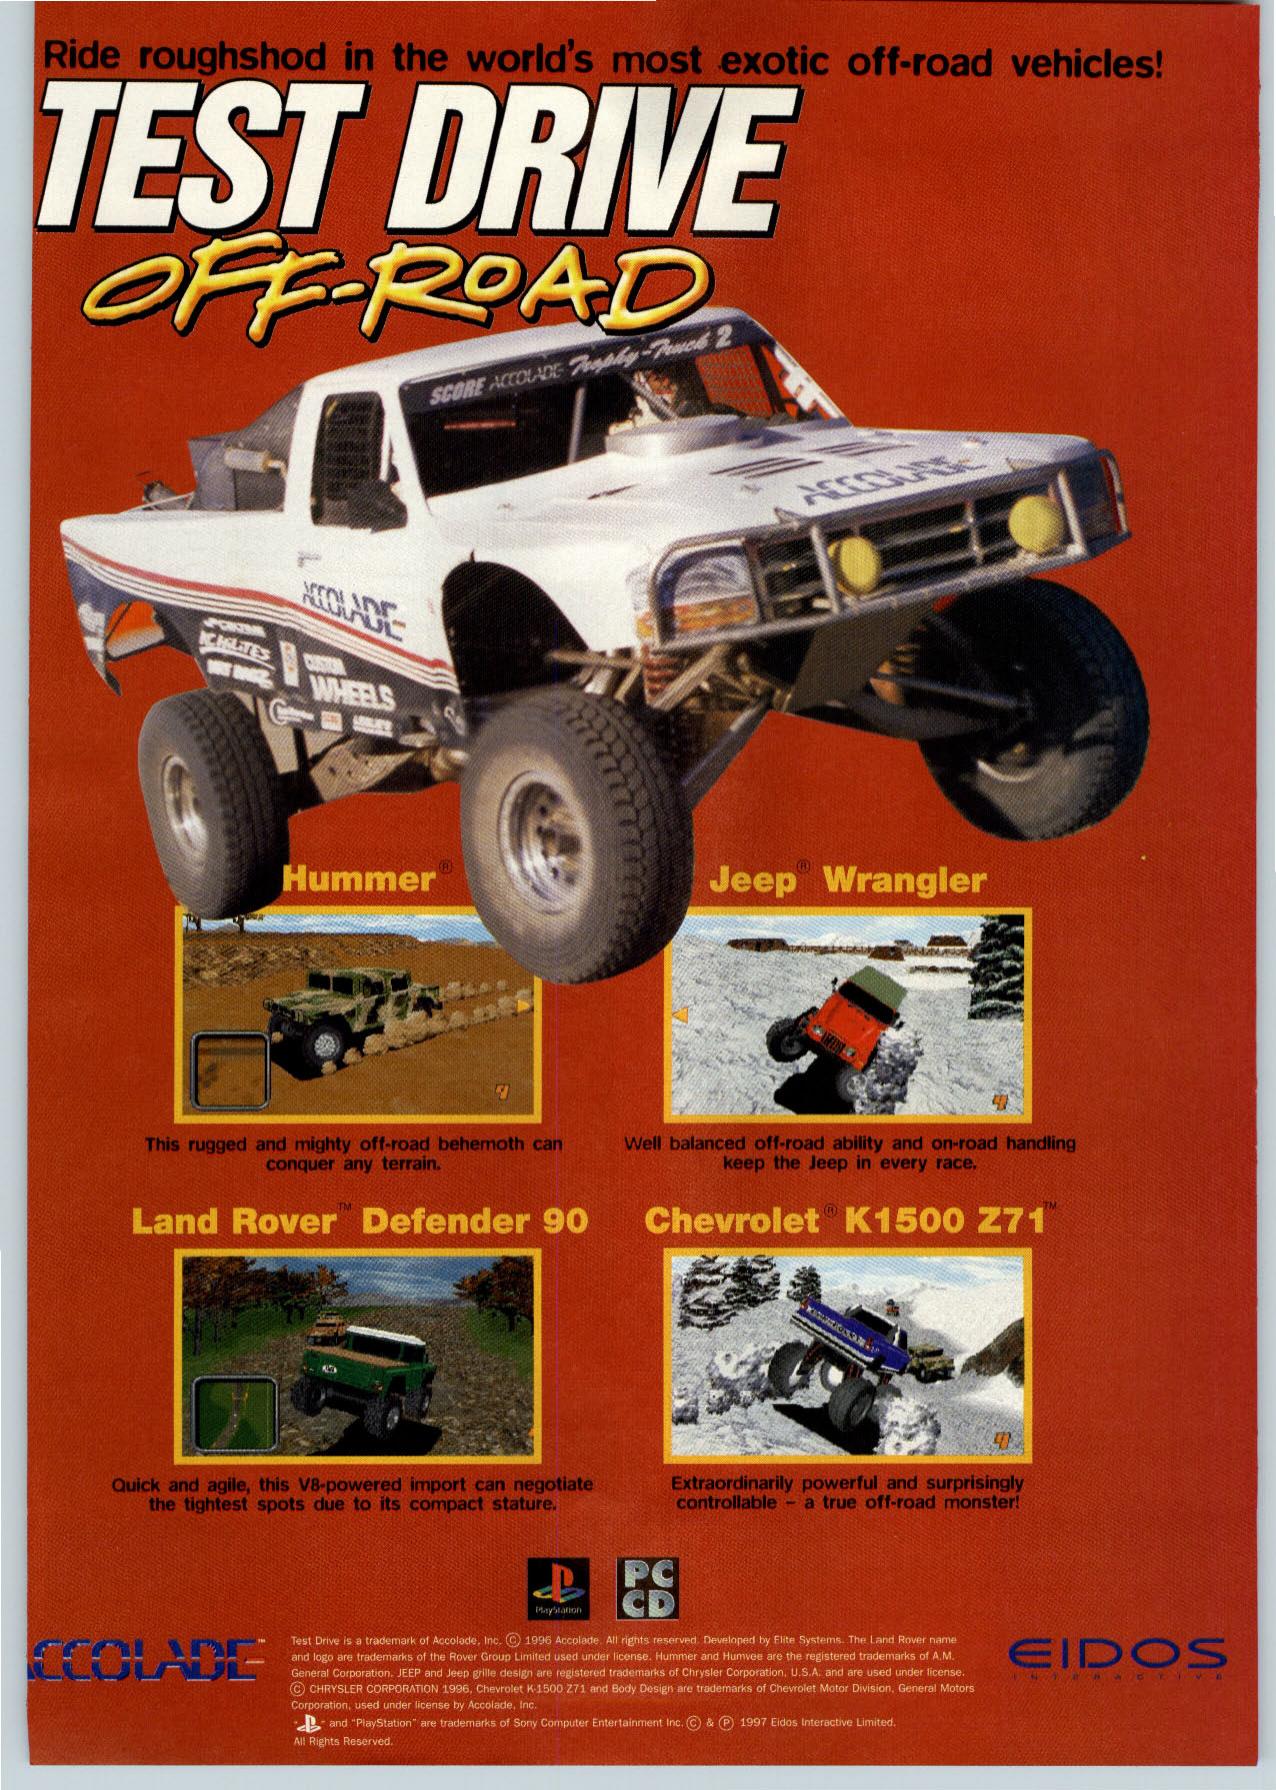 Ride roughshod in the world's most exotic off-road vehicles!
TEST DRIVE
OFF-ROAD
SCORE ACCOLADE Trophy-Truck 2
ACCOLADE
ACCOLADE
CUSTOM
WHEELS
Hummer®
Jeep® Wrangler
4
4
This rugged and mighty off-road behemoth can
conquer any terrain.
Well balanced off-road ability and on-road handling
keep the Jeep in every race.
Land Rover™ Defender 90
Chevrolet® K1500 Z71™
4
Quick and agile, this V8-powered import can negotiate
the tightest spots due to its compact stature.
Extraordinarily powerful and surprisingly
controllable – a true off-road monster!
PlayStation
PC
CD
ACCOLADE™
EIDOS
INTERACTIVE
Test Drive is a trademark of Accolade, Inc. © 1996 Accolade. All rights reserved. Developed by Elite Systems. The Land Rover name
and logo are trademarks of the Rover Group Limited used under license. Hummer and Humvee are the registered trademarks of A.M.
General Corporation. JEEP and Jeep grille design are registered trademarks of Chrysler Corporation, U.S.A. and are used under license.
© CHRYSLER CORPORATION 1996, Chevrolet K-1500 Z71 and Body Design are trademarks of Chevrolet Motor Division, General Motors
Corporation, used under license by Accolade, Inc.
" " and "PlayStation" are trademarks of Sony Computer Entertainment Inc. © & ℗ 1997 Eidos Interactive Limited.
All Rights Reserved.